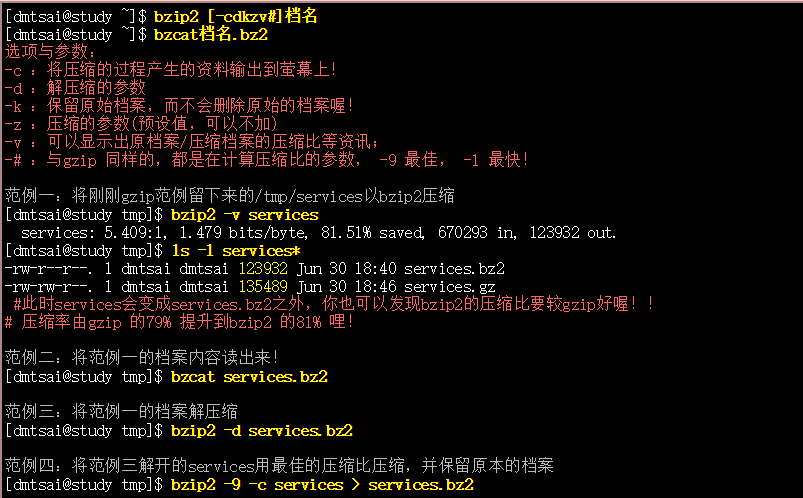 [dmtsai@study ~]$ bzip2 [-cdkzv#]档名
[dmtsai@study ~]$ bzcat档名.bz2
选项与参数：
-c ：将压缩的过程产生的资料输出到萤幕上！
-d ：解压缩的参数
-k ：保留原始档案，而不会删除原始的档案喔！
-z ：压缩的参数(预设值，可以不加)
-v ：可以显示出原档案/压缩档案的压缩比等资讯；
-# ：与gzip 同样的，都是在计算压缩比的参数， -9 最佳， -1 最快！
范例一：将刚刚gzip范例留下来的/tmp/services以bzip2压缩
[dmtsai@study tmp]$ bzip2 -v services
services: 5.409:1, 1.479 bits/byte, 81.51% saved, 670293 in, 123932 out.
[dmtsai@study tmp]$ ls -l services*
-rw-r--r--. 1 dmtsai dmtsai 123932 Jun 30 18:40 services.bz2
-rw-rw-r--. 1 dmtsai dmtsai 135489 Jun 30 18:46 services.gz
#此时services会变成services.bz2之外，你也可以发现bzip2的压缩比要较gzip好喔！！
# 压缩率由gzip 的79% 提升到bzip2 的81% 哩！
范例二：将范例一的档案内容读出来！
[dmtsai@study tmp]$ bzcat services.bz2
范例三：将范例一的档案解压缩
[dmtsai@study tmp]$ bzip2 -d services.bz2
范例四：将范例三解开的services用最佳的压缩比压缩，并保留原本的档案
[dmtsai@study tmp]$ bzip2 -9 -c services > services.bz2